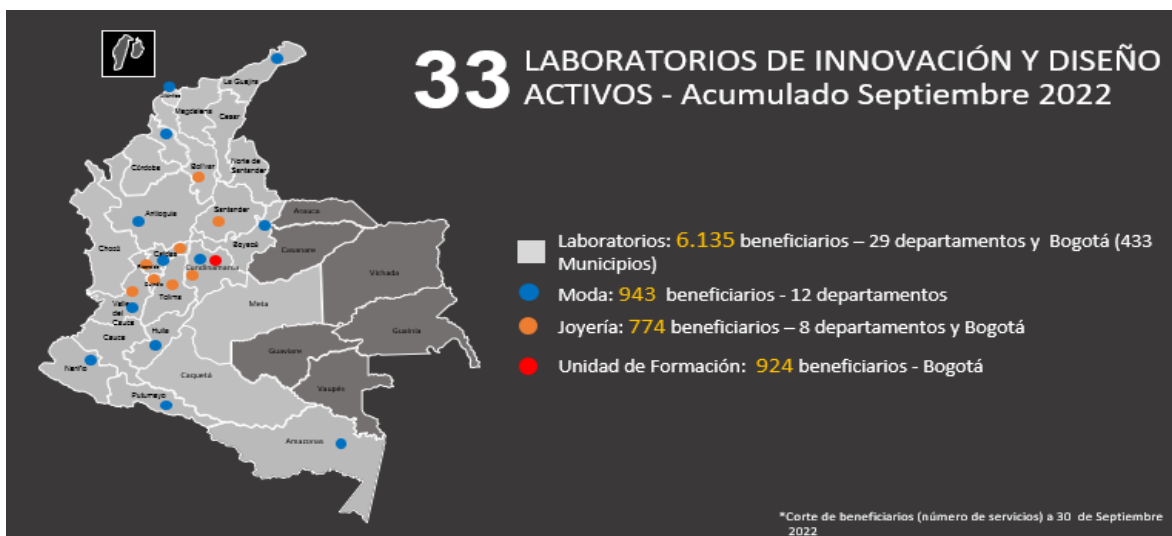 33 LABORATORIOS DE INNOVACIÓN Y DISEÑO
ACTIVOS - Acumulado Septiembre 2022
Laboratorios: 6.135 beneficiarios – 29 departamentos y Bogotá (433
Municipios)
Moda: 943 beneficiarios - 12 departamentos
Joyería: 774 beneficiarios – 8 departamentos y Bogotá
Unidad de Formación: 924 beneficiarios - Bogotá
*Corte de beneficiarios (número de servicios) a 30 de Septiembre
2022
La Guajira
Magdalena
Cesar
Córdoba
Bolívar
Norte de
Santander
Antioquia
Santander
Arauca
Chocó
Boyacá
Casanare
Caldas
Cundinamarca
Vichada
Tolima
Valle
del
Cauca
Meta
Cauca
Huila
Guainía
Guaviare
Nariño
Caquetá
Vaupés
Putumayo
Amazonas